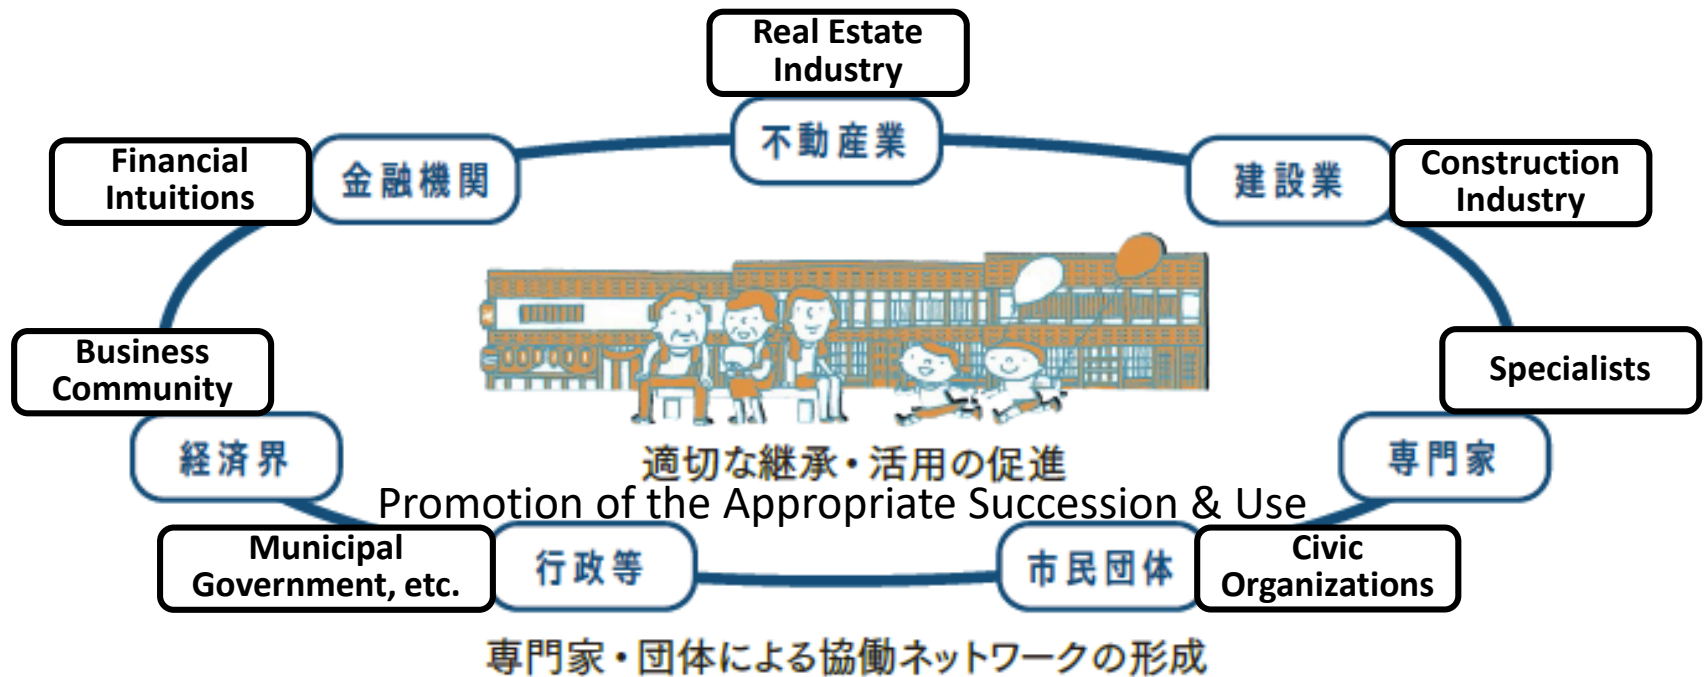 Real Estate
Industry
不動産業
Financial
Intuitions
金融機関
建設業
Construction
Industry
Business
Community
経済界
Specialists
専門家
適切な継承・活用の促進
Promotion of the Appropriate Succession & Use
Municipal
Government, etc.
行政等
市民団体
Civic
Organizations
専門家・団体による協働ネットワークの形成